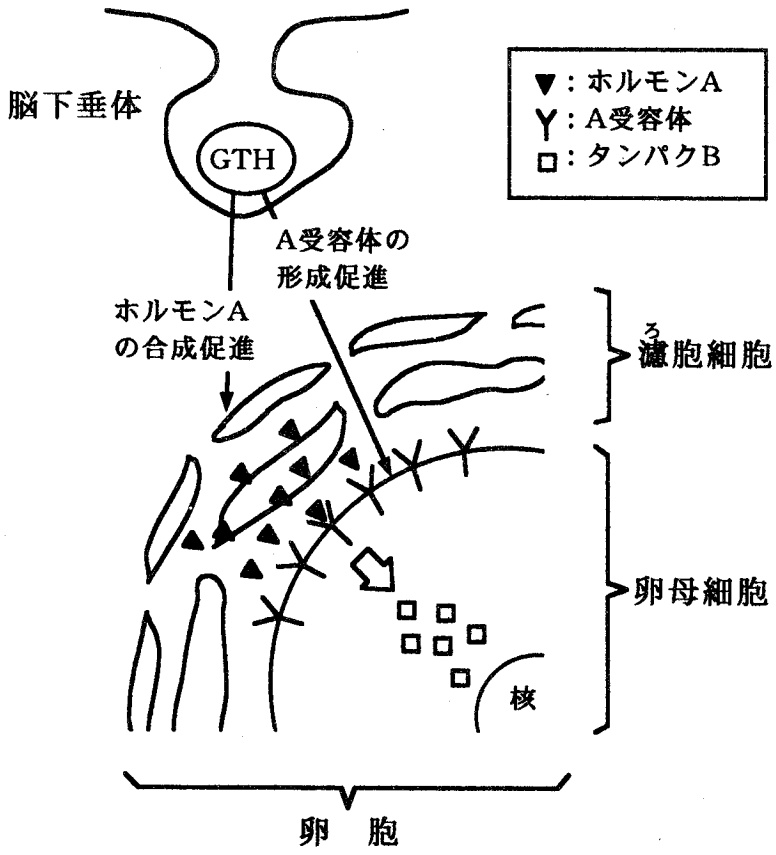 ▼：ホルモンA
Y：A受容体
□：タンパクB
脳下垂体
GTH
A受容体の
形成促進
ホルモンA
の合成促進
ろ
濾胞細胞
卵母細胞
核
卵　胞